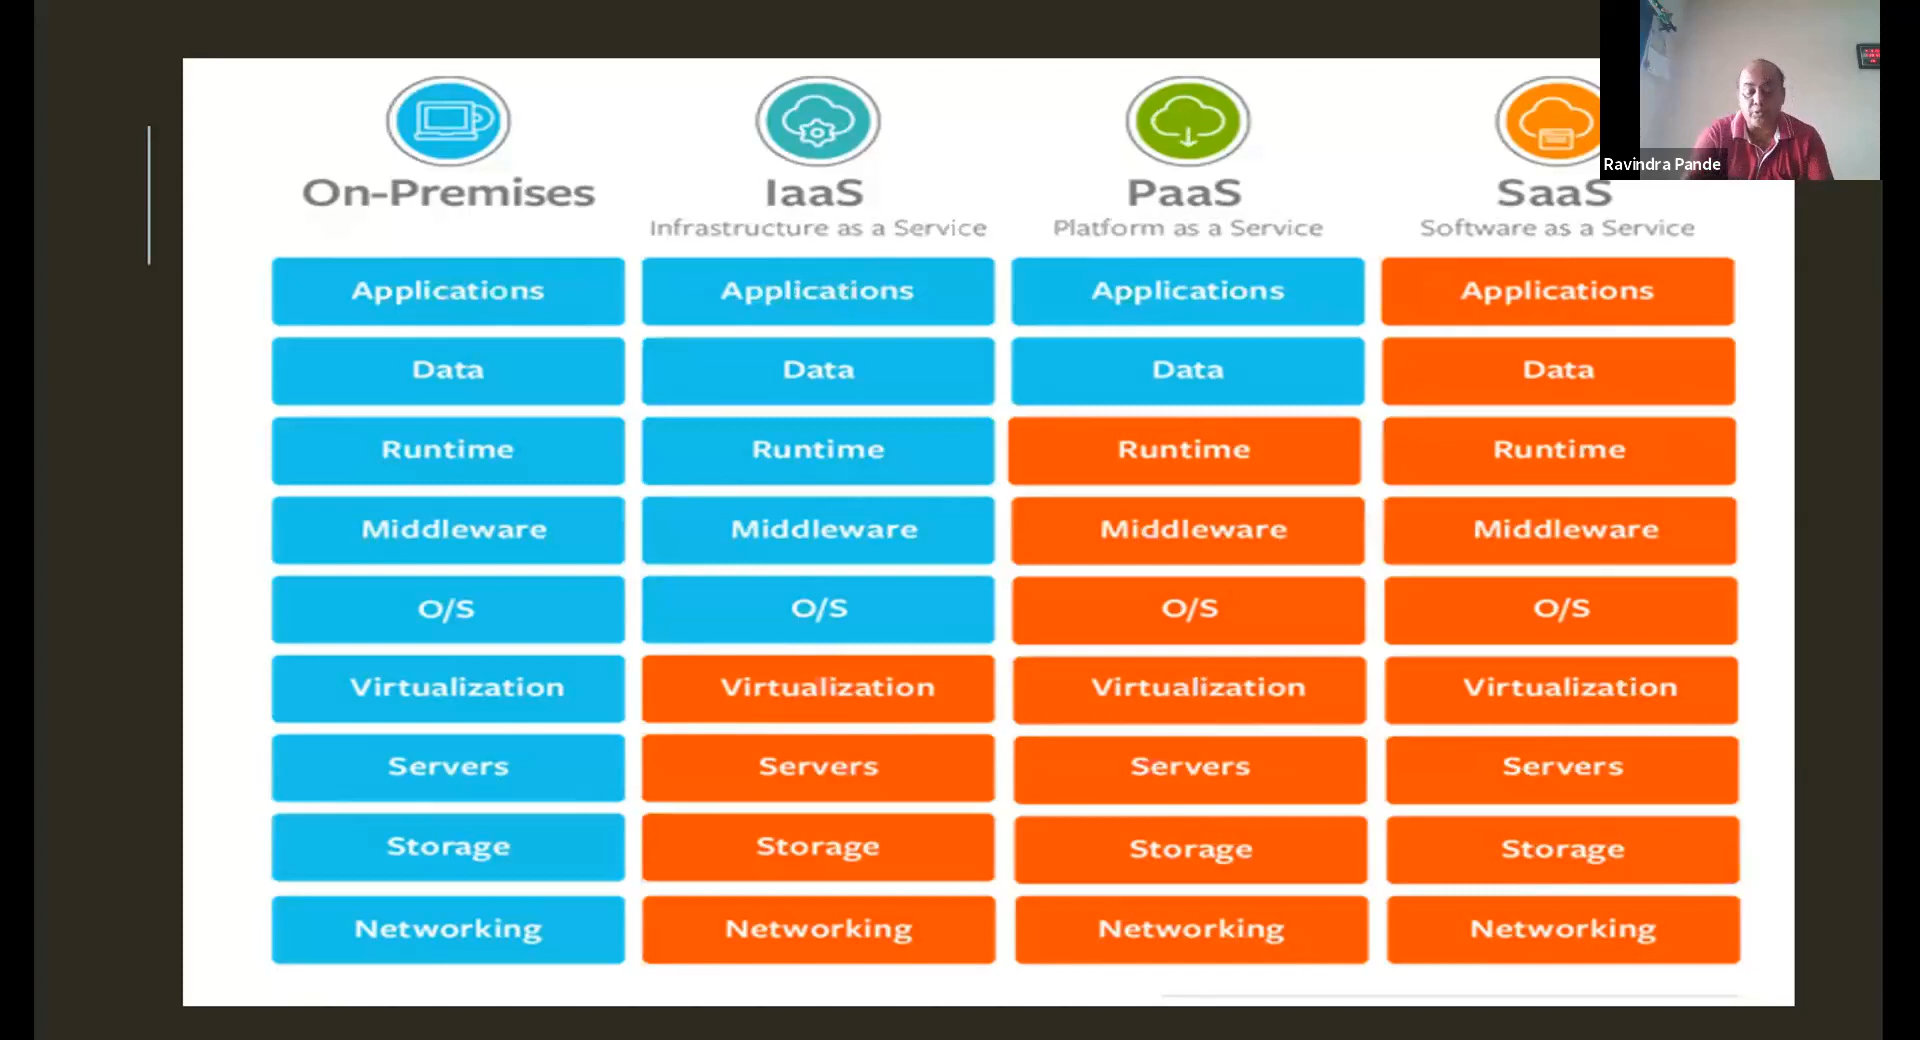 Ravindra Pande
On-Premises IaaS PaaS SaaS
Infrastructure as a Service Platform as a Service Software as a Service
Applications Applications Applications Applications
Data Data Data Data
Runtime Runtime Runtime Runtime
Middleware Middleware Middleware Middleware
O/S O/S O/S O/S
Virtualization Virtualization Virtualization Virtualization
Servers Servers Servers Servers
Storage Storage Storage Storage
Networking Networking Networking Networking